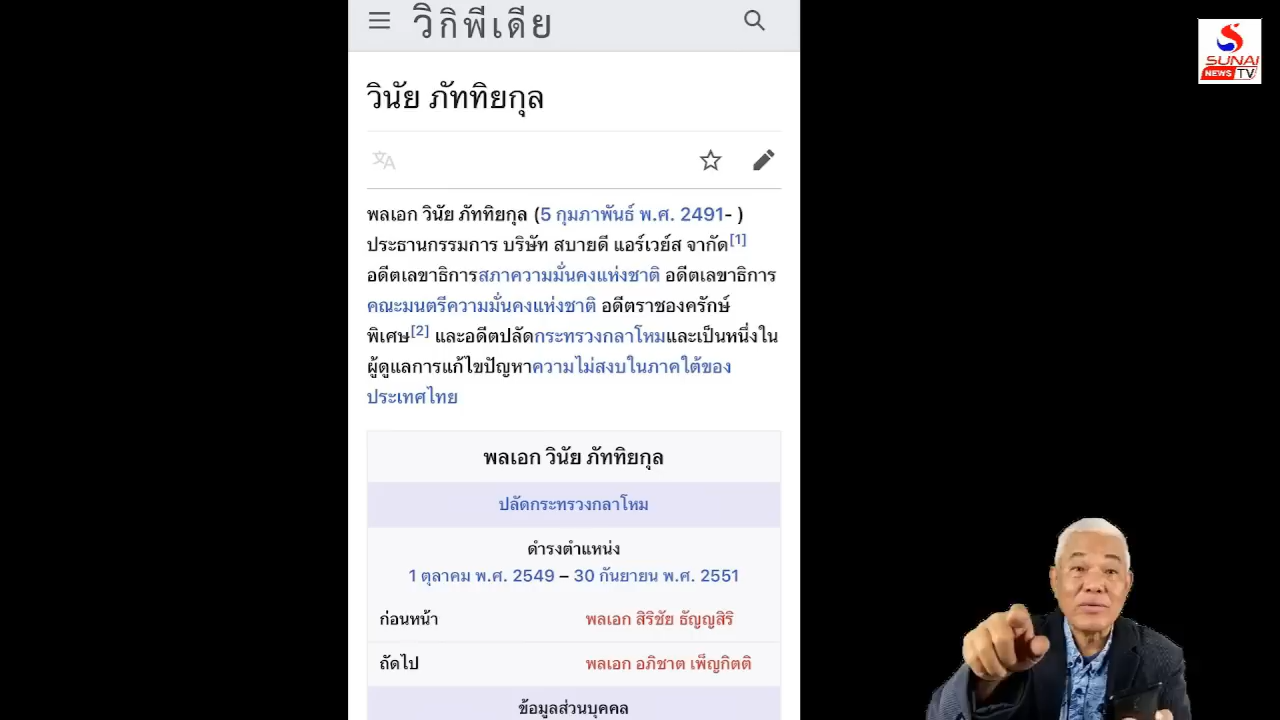 วิกิพีเดีย
SUNAI
NEWS TV
วินัย ภัททิยกุล
พลเอก วินัย ภัททิยกุล (5 กุมภาพันธ์ พ.ศ. 2491- )
ประธานกรรมการ บริษัท สบายดี แอร์เวย์ส จากัด[1]
อดีตเลขาธิการสภาความมั่นคงแห่งชาติ อดีตเลขาธิการ
คณะมนตรีความมั่นคงแห่งชาติ อดีตราชองครักษ์
พิเศษ[2] และอดีตปลัดกระทรวงกลาโหมและเป็นหนึ่งใน
ผู้ดูแลการแก้ไขปัญหาความไม่สงบในภาคใต้ของ
ประเทศไทย
พลเอก วินัย ภัททิยกุล
ปลัดกระทรวงกลาโหม
ดำรงตำแหน่ง
1 ตุลาคม พ.ศ. 2549 – 30 กันยายน พ.ศ. 2551
ก่อนหน้า พลเอก สิริชัย ธัญญสิริ
ถัดไป พลเอก อภิชาต เพ็ญกิตติ
ข้อมูลส่วนบุคคล